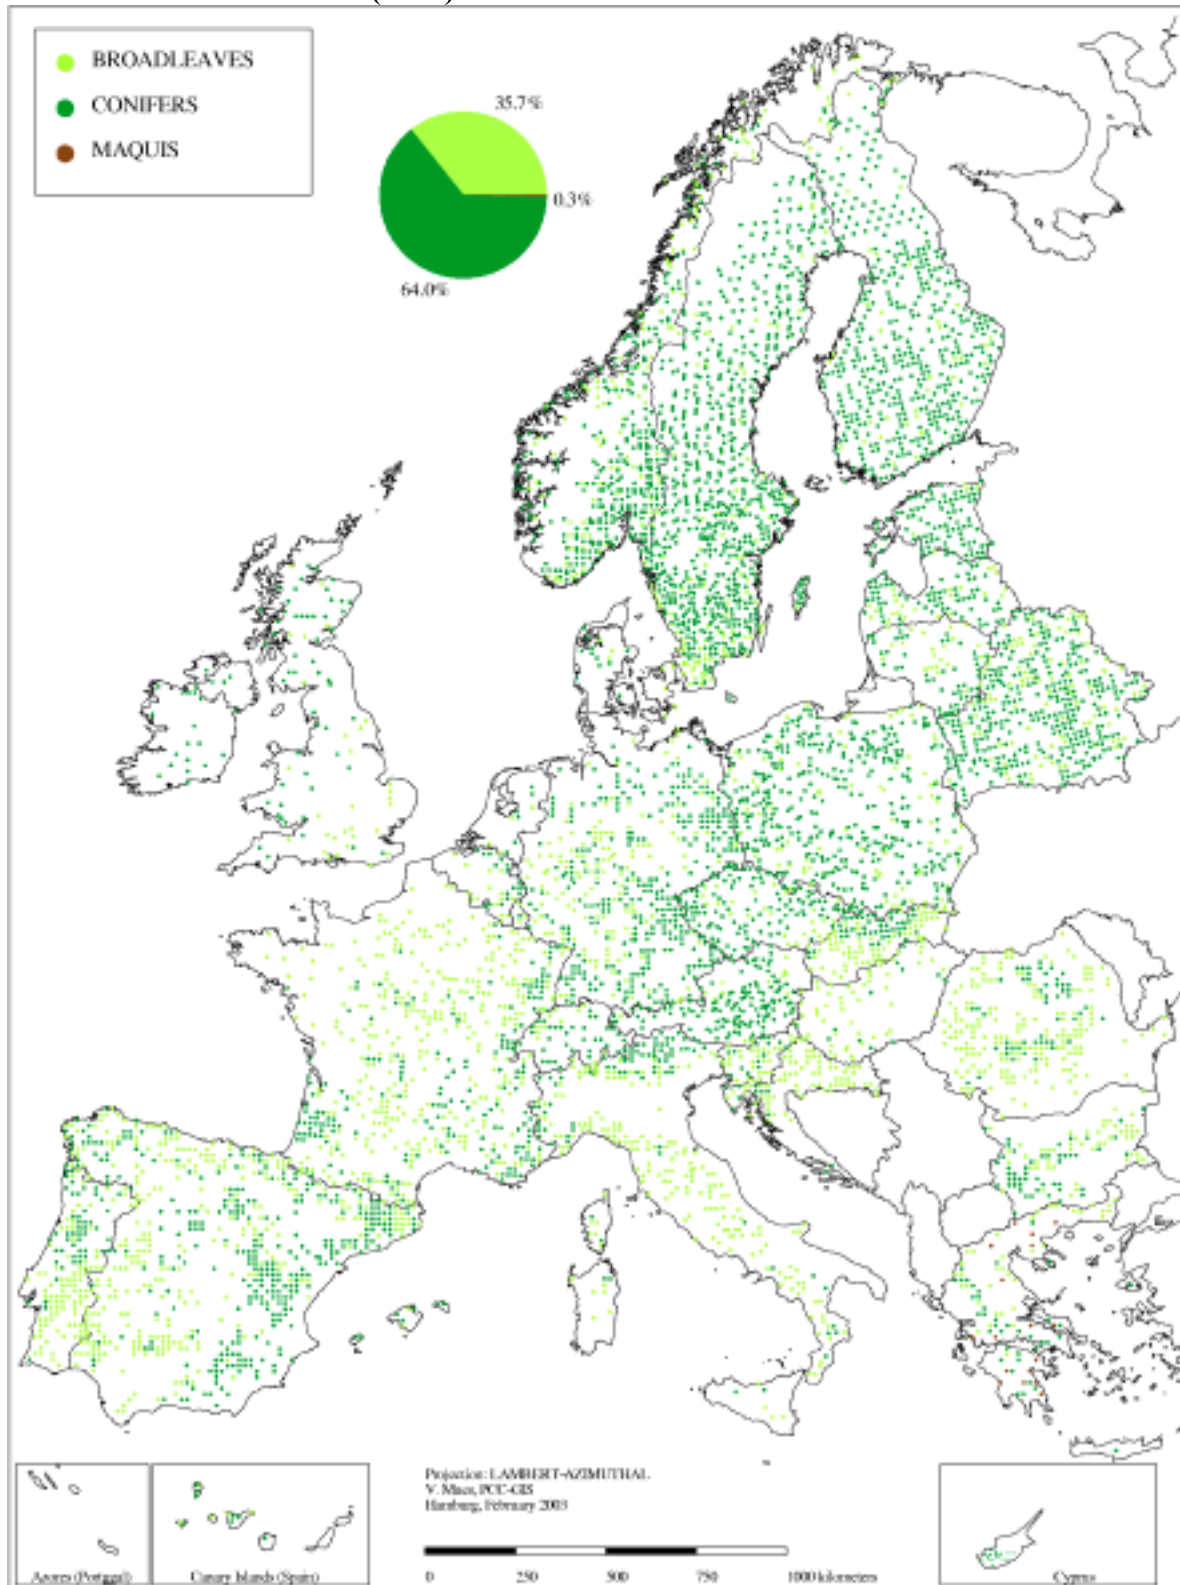 BROADLEAVES
CONIFERS
MAQUIS
35.7%
0.3%
64.0%
Projection: LAMBERT-AZIMUTHAL
Hamburg, February 2003
0 250 500 750 1000 kilometers
Azores (Portugal)
Canary Islands (Spain)
Cyprus